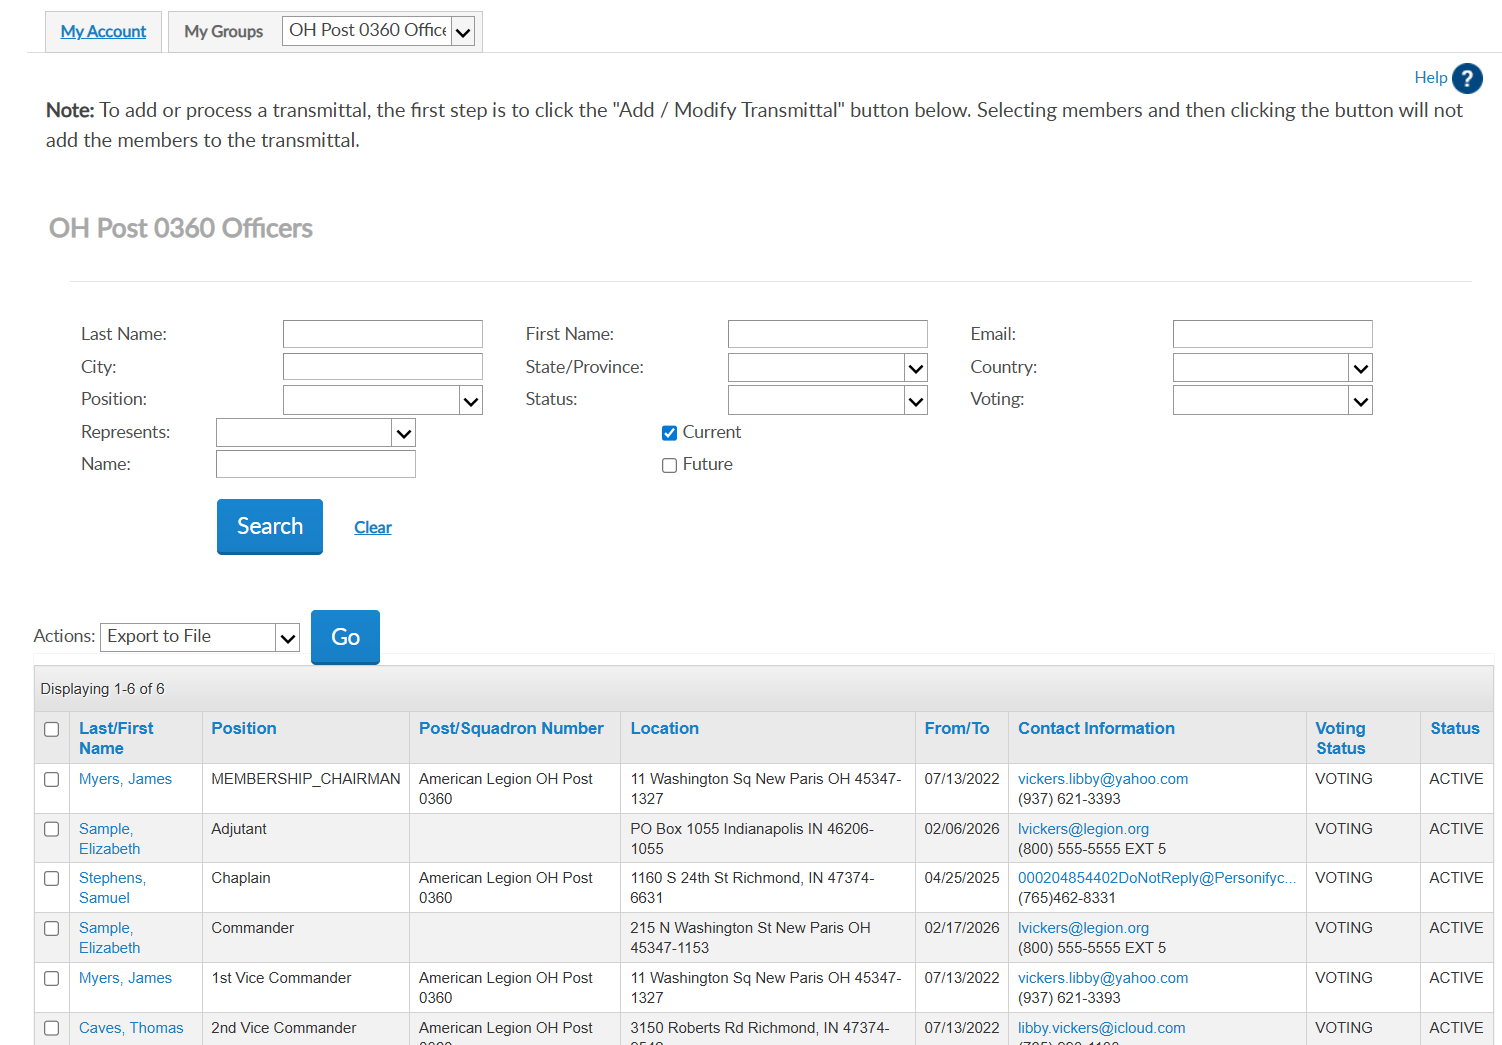 My Account My Groups OH Post 0360 Office
Help ?
Note: To add or process a transmittal, the first step is to click the "Add / Modify Transmittal" button below. Selecting members and then clicking the button will not
add the members to the transmittal.
OH Post 0360 Officers
Last Name: First Name: Email:
City: State/Province: Country:
Position: Status: Voting:
Represents: Current
Name: Future
Search Clear
Actions: Export to File Go
Displaying 1-6 of 6
Last/First Position Post/Squadron Number Location From/To Contact Information Voting Status
Name Status
Myers, James MEMBERSHIP_CHAIRMAN American Legion OH Post 11 Washington Sq New Paris OH 45347- 07/13/2022 vickers.libby@yahoo.com VOTING ACTIVE
0360 1327 (937) 621-3393
Sample, Adjutant PO Box 1055 Indianapolis IN 46206- 02/06/2026 lvickers@legion.org VOTING ACTIVE
Elizabeth 1055 (800) 555-5555 EXT 5
Stephens, Chaplain American Legion OH Post 1160 S 24th St Richmond, IN 47374- 04/25/2025 000204854402DoNotReply@Personifyc... VOTING ACTIVE
Samuel 0360 6631 (765)462-8331
Sample, Commander 215 N Washington St New Paris OH 02/17/2026 lvickers@legion.org VOTING ACTIVE
Elizabeth 45347-1153 (800) 555-5555 EXT 5
Myers, James 1st Vice Commander American Legion OH Post 11 Washington Sq New Paris OH 45347- 07/13/2022 vickers.libby@yahoo.com VOTING ACTIVE
0360 1327 (937) 621-3393
Caves, Thomas 2nd Vice Commander American Legion OH Post 3150 Roberts Rd Richmond, IN 47374- 07/13/2022 libby.vickers@icloud.com VOTING ACTIVE